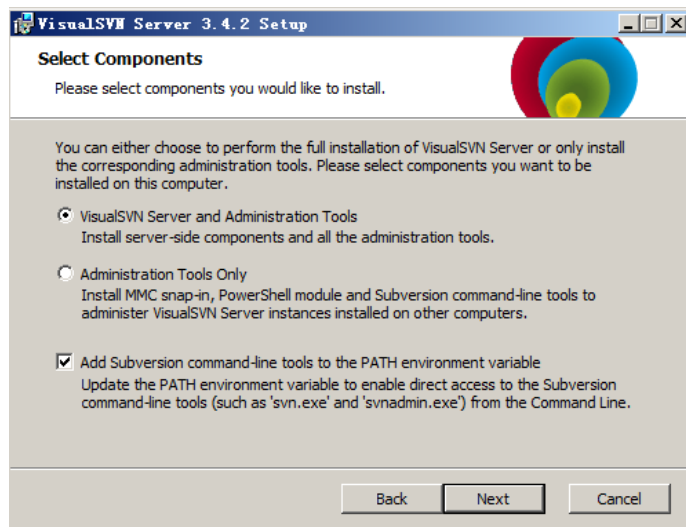 VisualSVN Server 3.4.2 Setup
Select Components
Please select components you would like to install.
You can either choose to perform the full installation of VisualSVN Server or only install
the corresponding administration tools. Please select components you want to be
installed on this computer.
VisualSVN Server and Administration Tools
Install server-side components and all the administration tools.
Administration Tools Only
Install MMC snap-in, PowerShell module and Subversion command-line tools to
administer VisualSVN Server instances installed on other computers.
Add Subversion command-line tools to the PATH environment variable
Update the PATH environment variable to enable direct access to the Subversion
command-line tools (such as 'svn.exe' and 'svnadmin.exe') from the Command Line.
Back Next Cancel